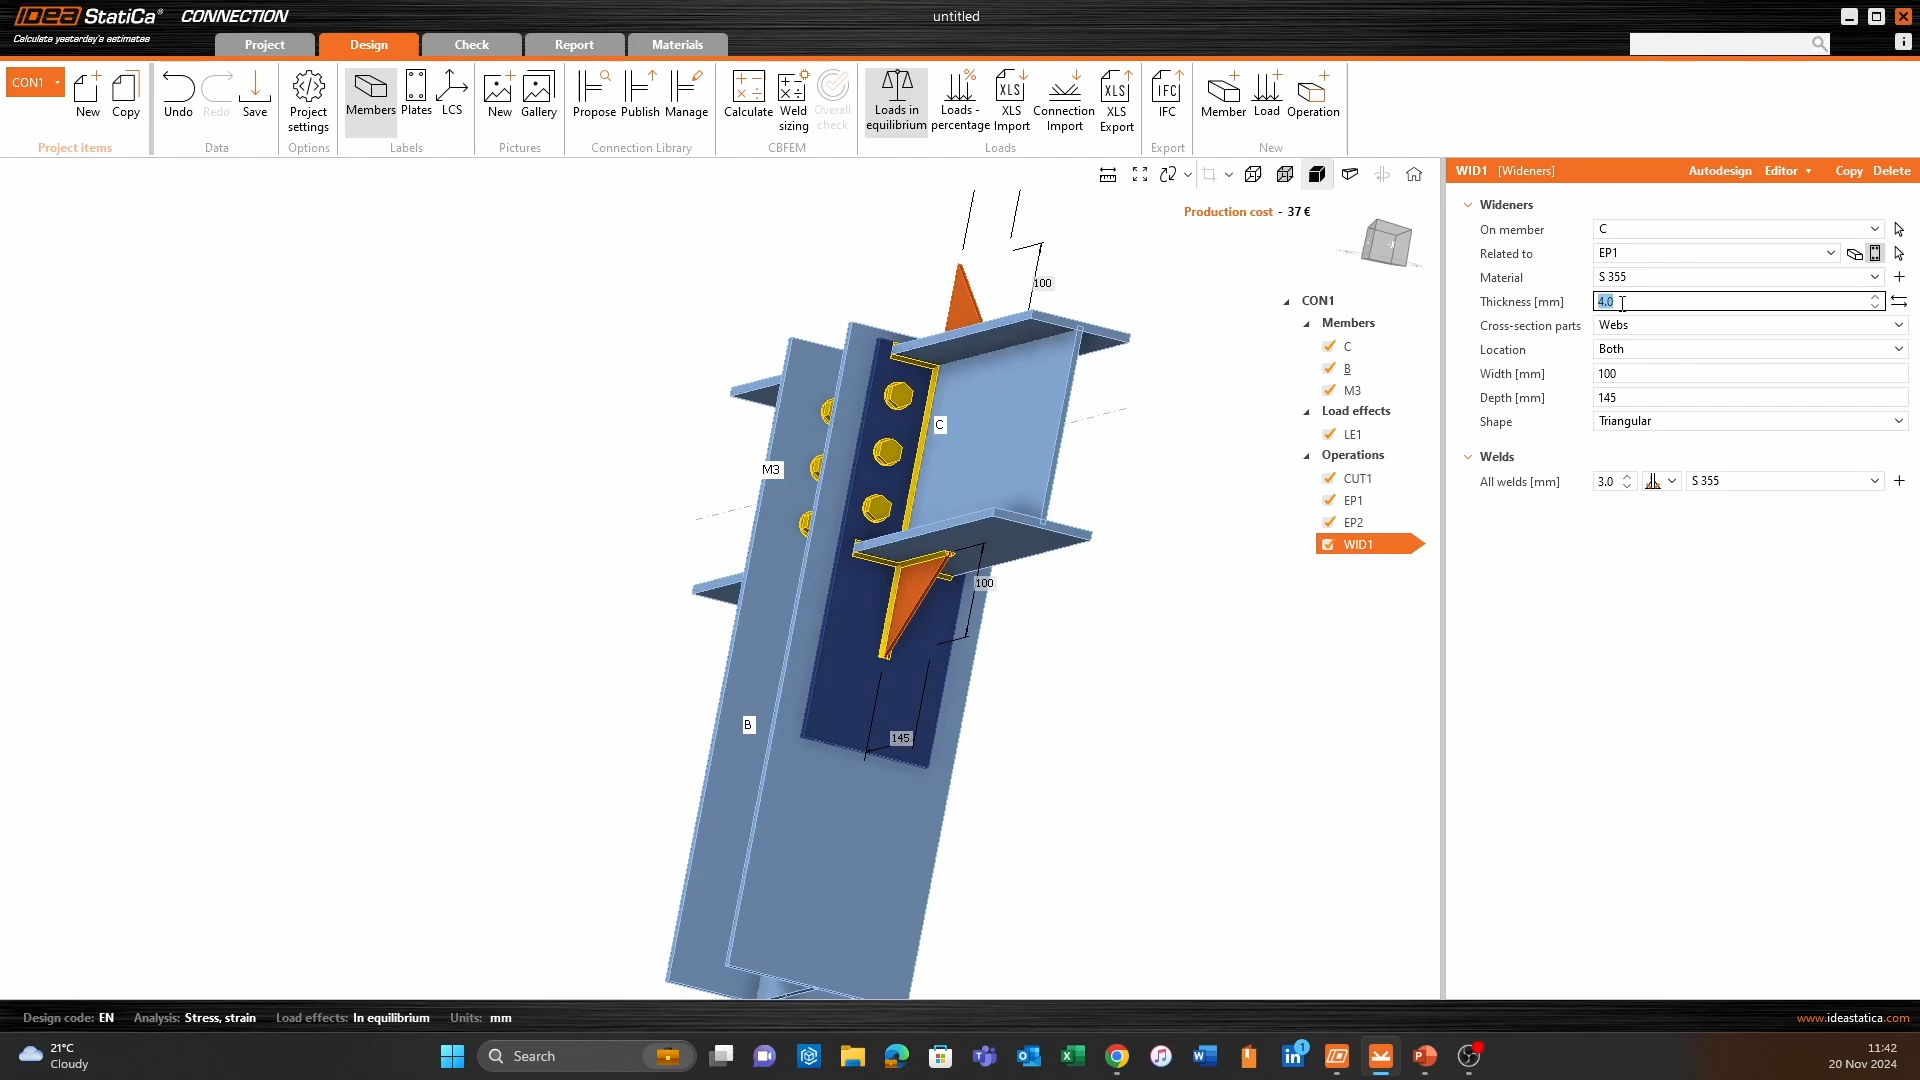 IDEA StatiCa® CONNECTION
Calculate yesterday's estimates
untitled
Project Design Check Report Materials
CON1
New Copy Undo Redo Save Project settings Members Plates LCS New Gallery Propose Publish Manage Calculate Weld sizing Overall check Loads in equilibrium Loads - percentage XLS Import Connection Import XLS Export IFC Member Load Operation
Project items Data Options Labels Pictures Connection Library CBFEM Loads Export New
WID1 [Wideners] Autodesign Editor Copy Delete
Production cost - 37 €
Wideners
On member C
Related to EP1
Material S 355
Thickness [mm] 4.0
Cross-section parts Webs
Location Both
Width [mm] 100
Depth [mm] 145
Shape Triangular
Welds
All welds [mm] 3.0 S 355
CON1
Members
C
B
M3
Load effects
LE1
Operations
CUT1
EP1
EP2
WID1
100
C
M3
100
B
145
Design code: EN Analysis: Stress, strain Load effects: In equilibrium Units: mm
www.ideastatica.com
21°C
Cloudy
Search
1
11:42
20 Nov 2024